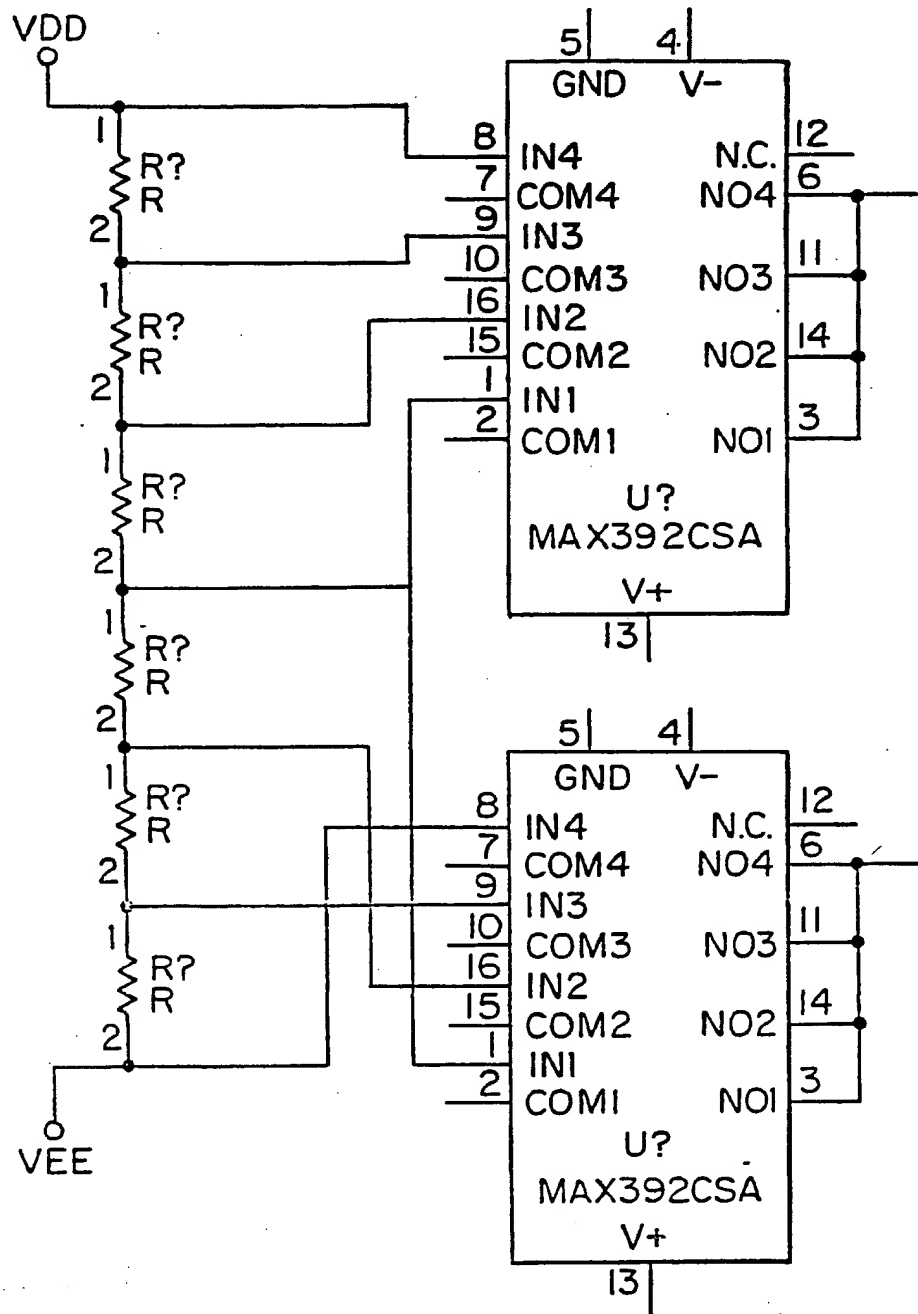 VDD
1
R?
R
2
1
R?
R
2
1
R?
R
2
1
R?
R
2
1
R?
R
2
1
R?
R
2
VEE
5 4
GND V-
8 IN4 N.C. 12
7 COM4 NO4 6
9 IN3
10 COM3 NO3 11
16 IN2
15 COM2 NO2 14
1 IN1
2 COM1 NO1 3
U?
MAX392CSA
V+
13
5 4
GND V-
8 IN4 N.C. 12
7 COM4 NO4 6
9 IN3
10 COM3 NO3 11
16 IN2
15 COM2 NO2 14
1 IN1
2 COM1 NO1 3
U?
MAX392CSA
V+
13